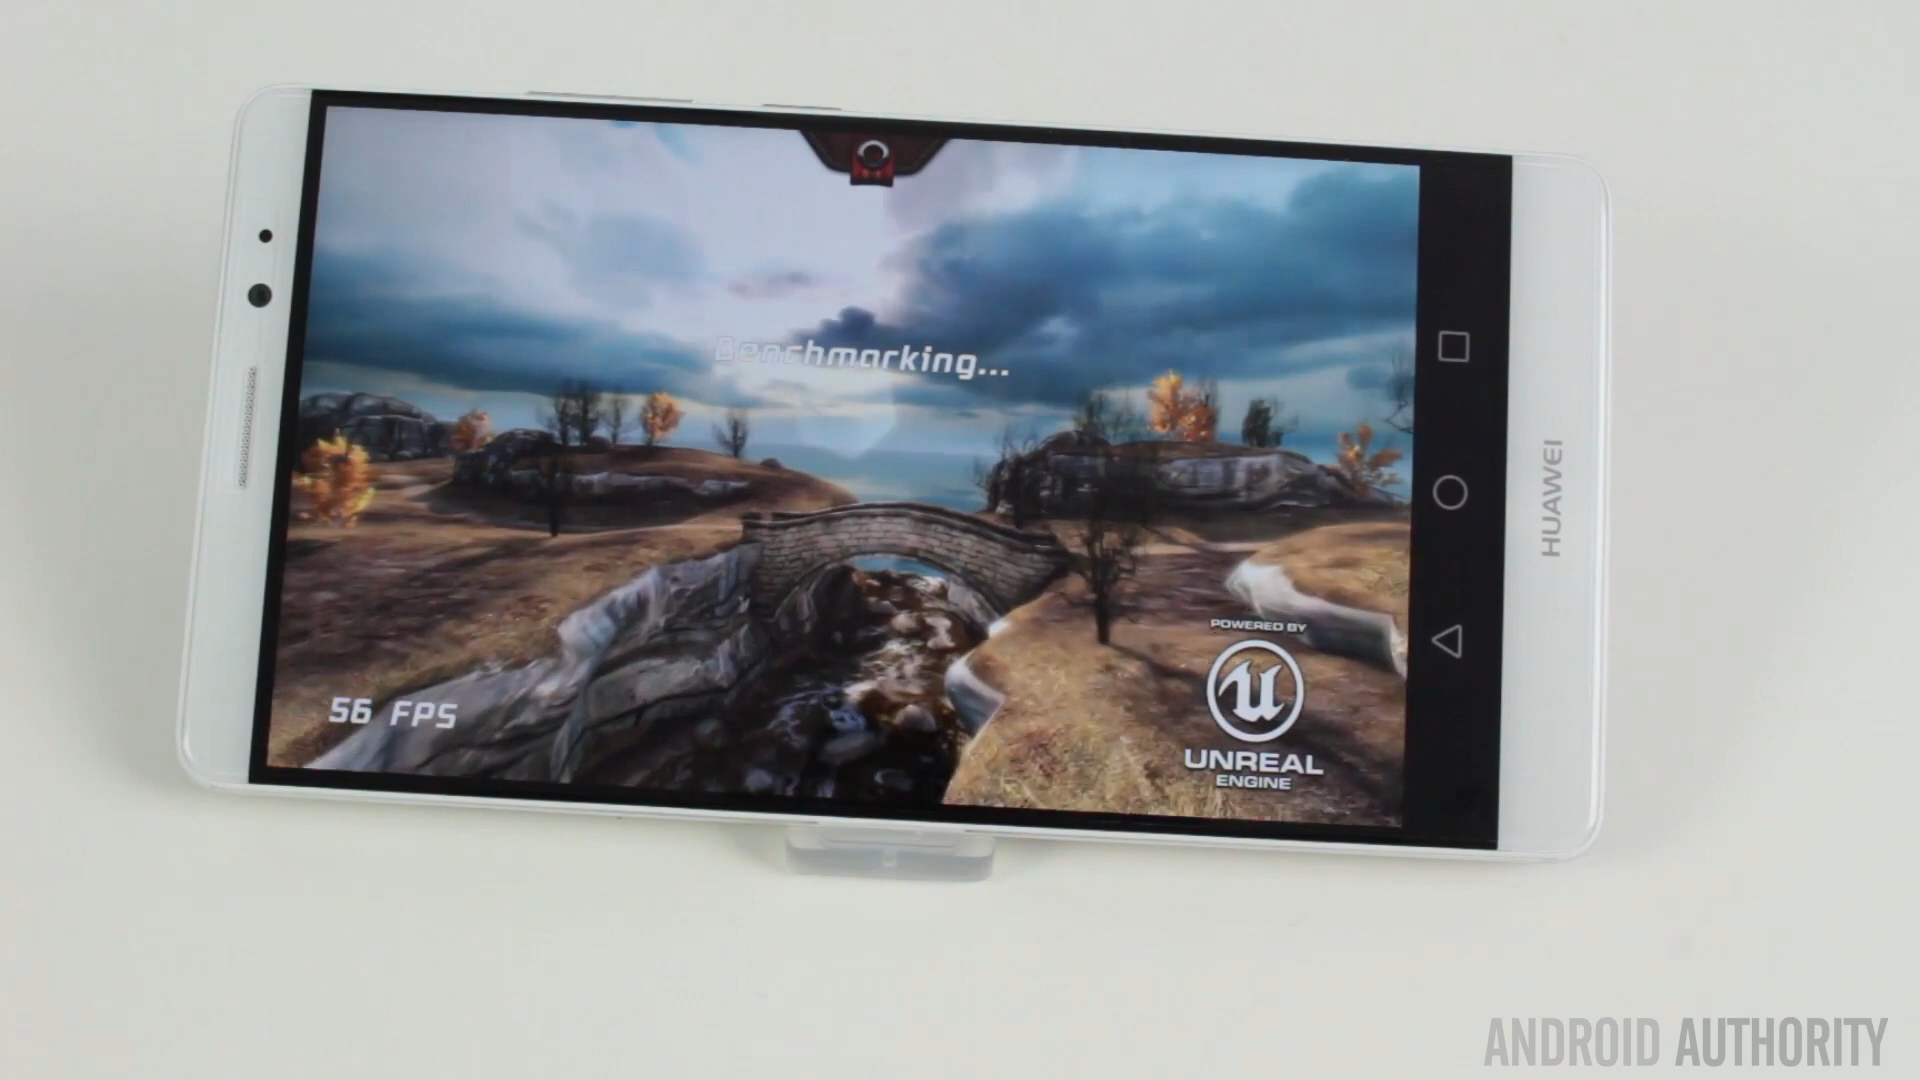 Benchmarking...
HUAWEI
56 FPS
POWERED BY
UNREAL
ENGINE
ANDROID AUTHORITY